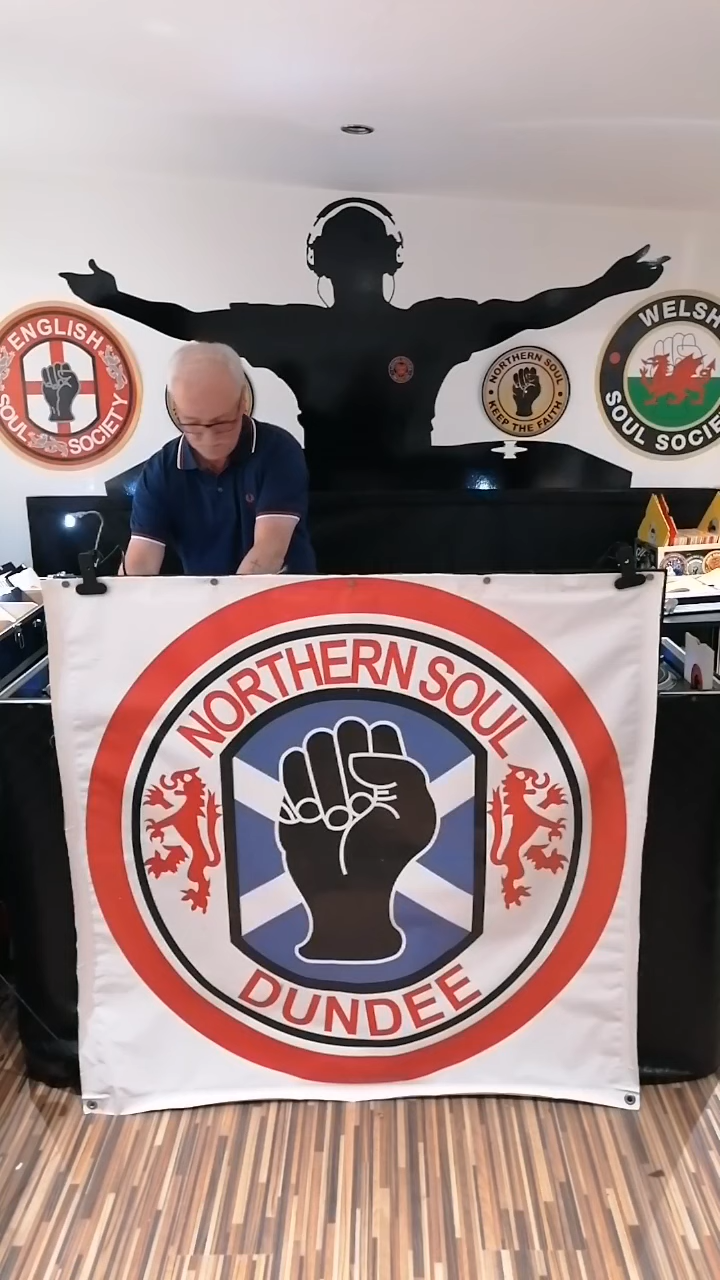 ENGLISH
SOUL SOCIETY
NORTHERN SOUL
KEEP THE FAITH
WELSH
SOUL SOCIE
NORTHERN SOUL
DUNDEE